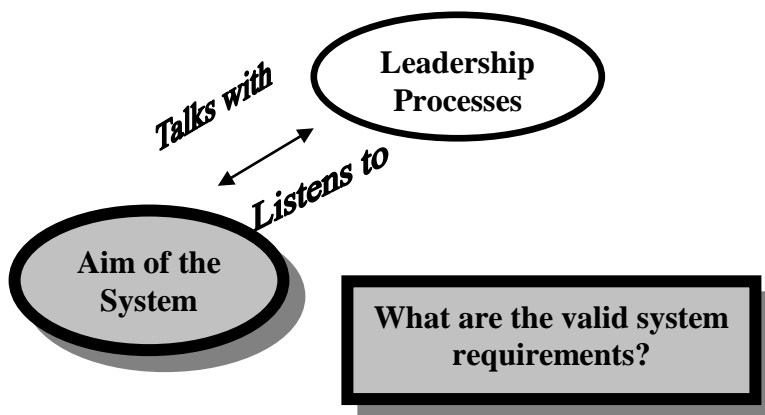 Leadership
Processes
Talks with
Listens to
Aim of the
System
What are the valid system
requirements?